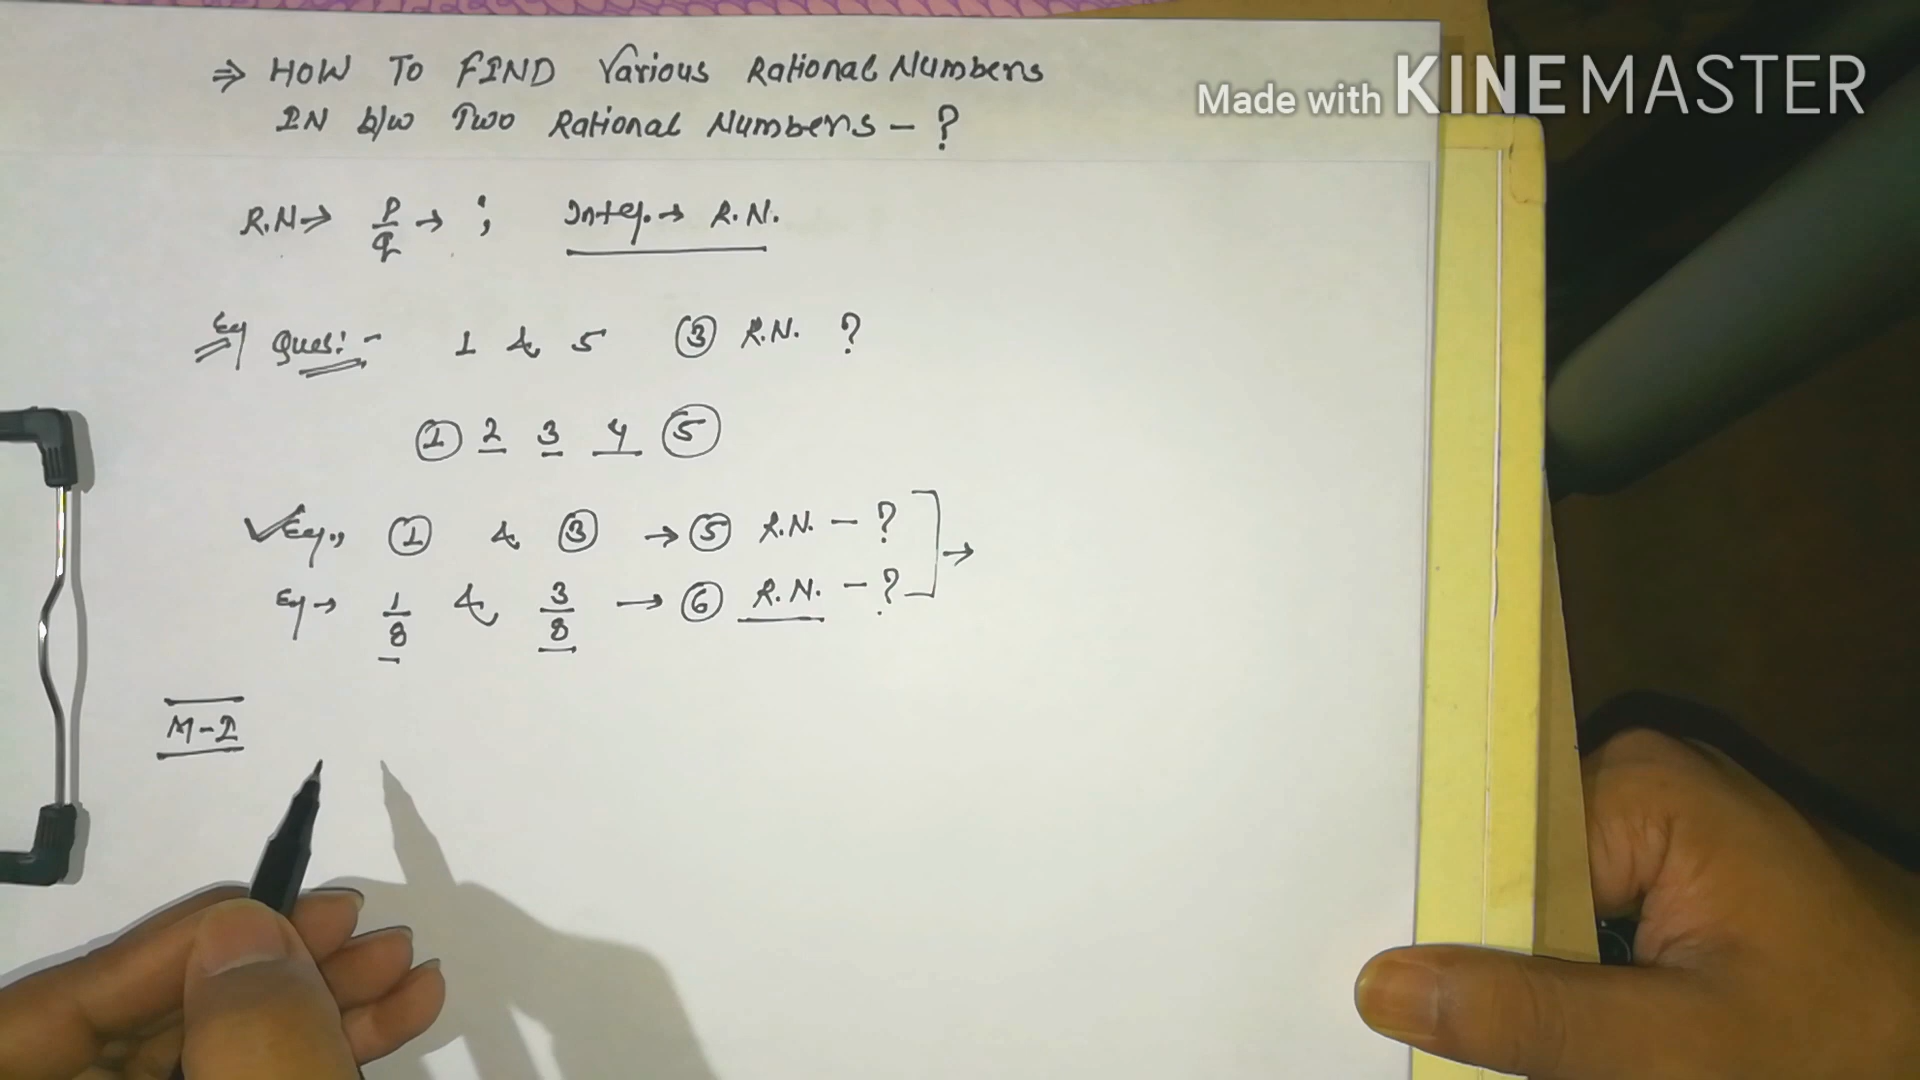 ⇒ HOW TO FIND Various Rational Numbers
IN b/w Two Rational Numbers - ?
Made with KINEMASTER
R.N → p/q → ; Integ. → R.N.
Eg Ques:- 1 & 5 ③ R.N. ?
① 2 3 4 ⑤
✓Eg., ① & ③ → ⑤ R.N. - ? ] →
Eg → 1/8 & 3/8 → ⑥ R.N. - ?
M-I